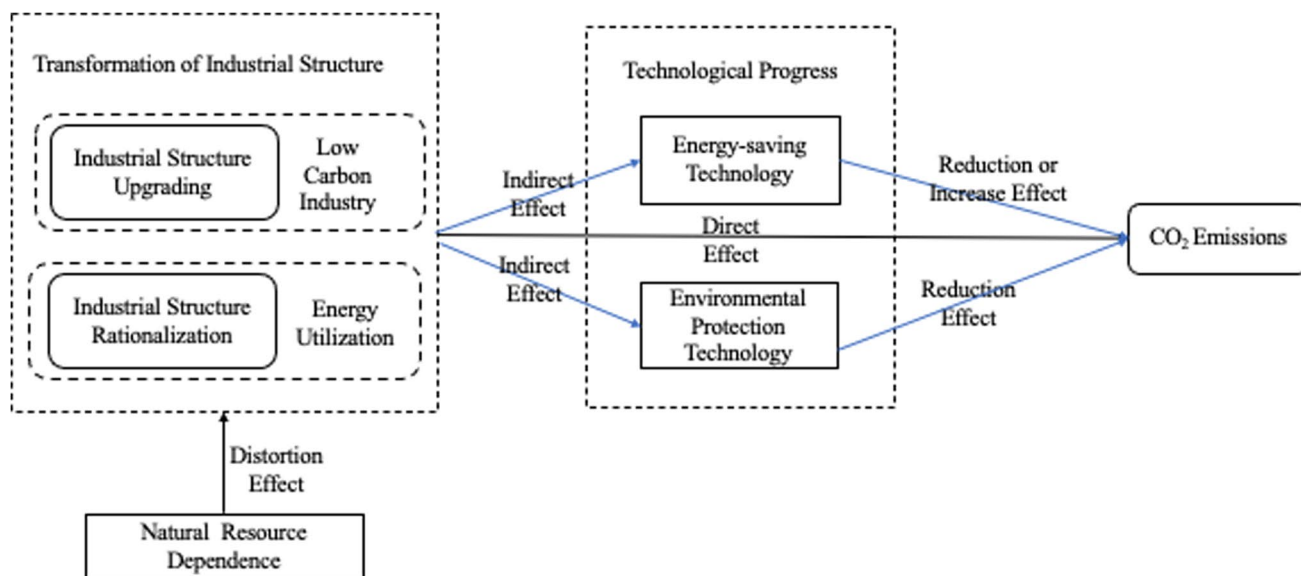 Transformation of Industrial Structure
Industrial Structure
Upgrading
Low
Carbon
Industry
Industrial Structure
Rationalization
Energy
Utilization
Distortion
Effect
Natural Resource
Dependence
Indirect
Effect
Indirect
Effect
Technological Progress
Energy-saving
Technology
Direct
Effect
Environmental
Protection
Technology
Reduction or
Increase Effect
Reduction
Effect
CO₂ Emissions